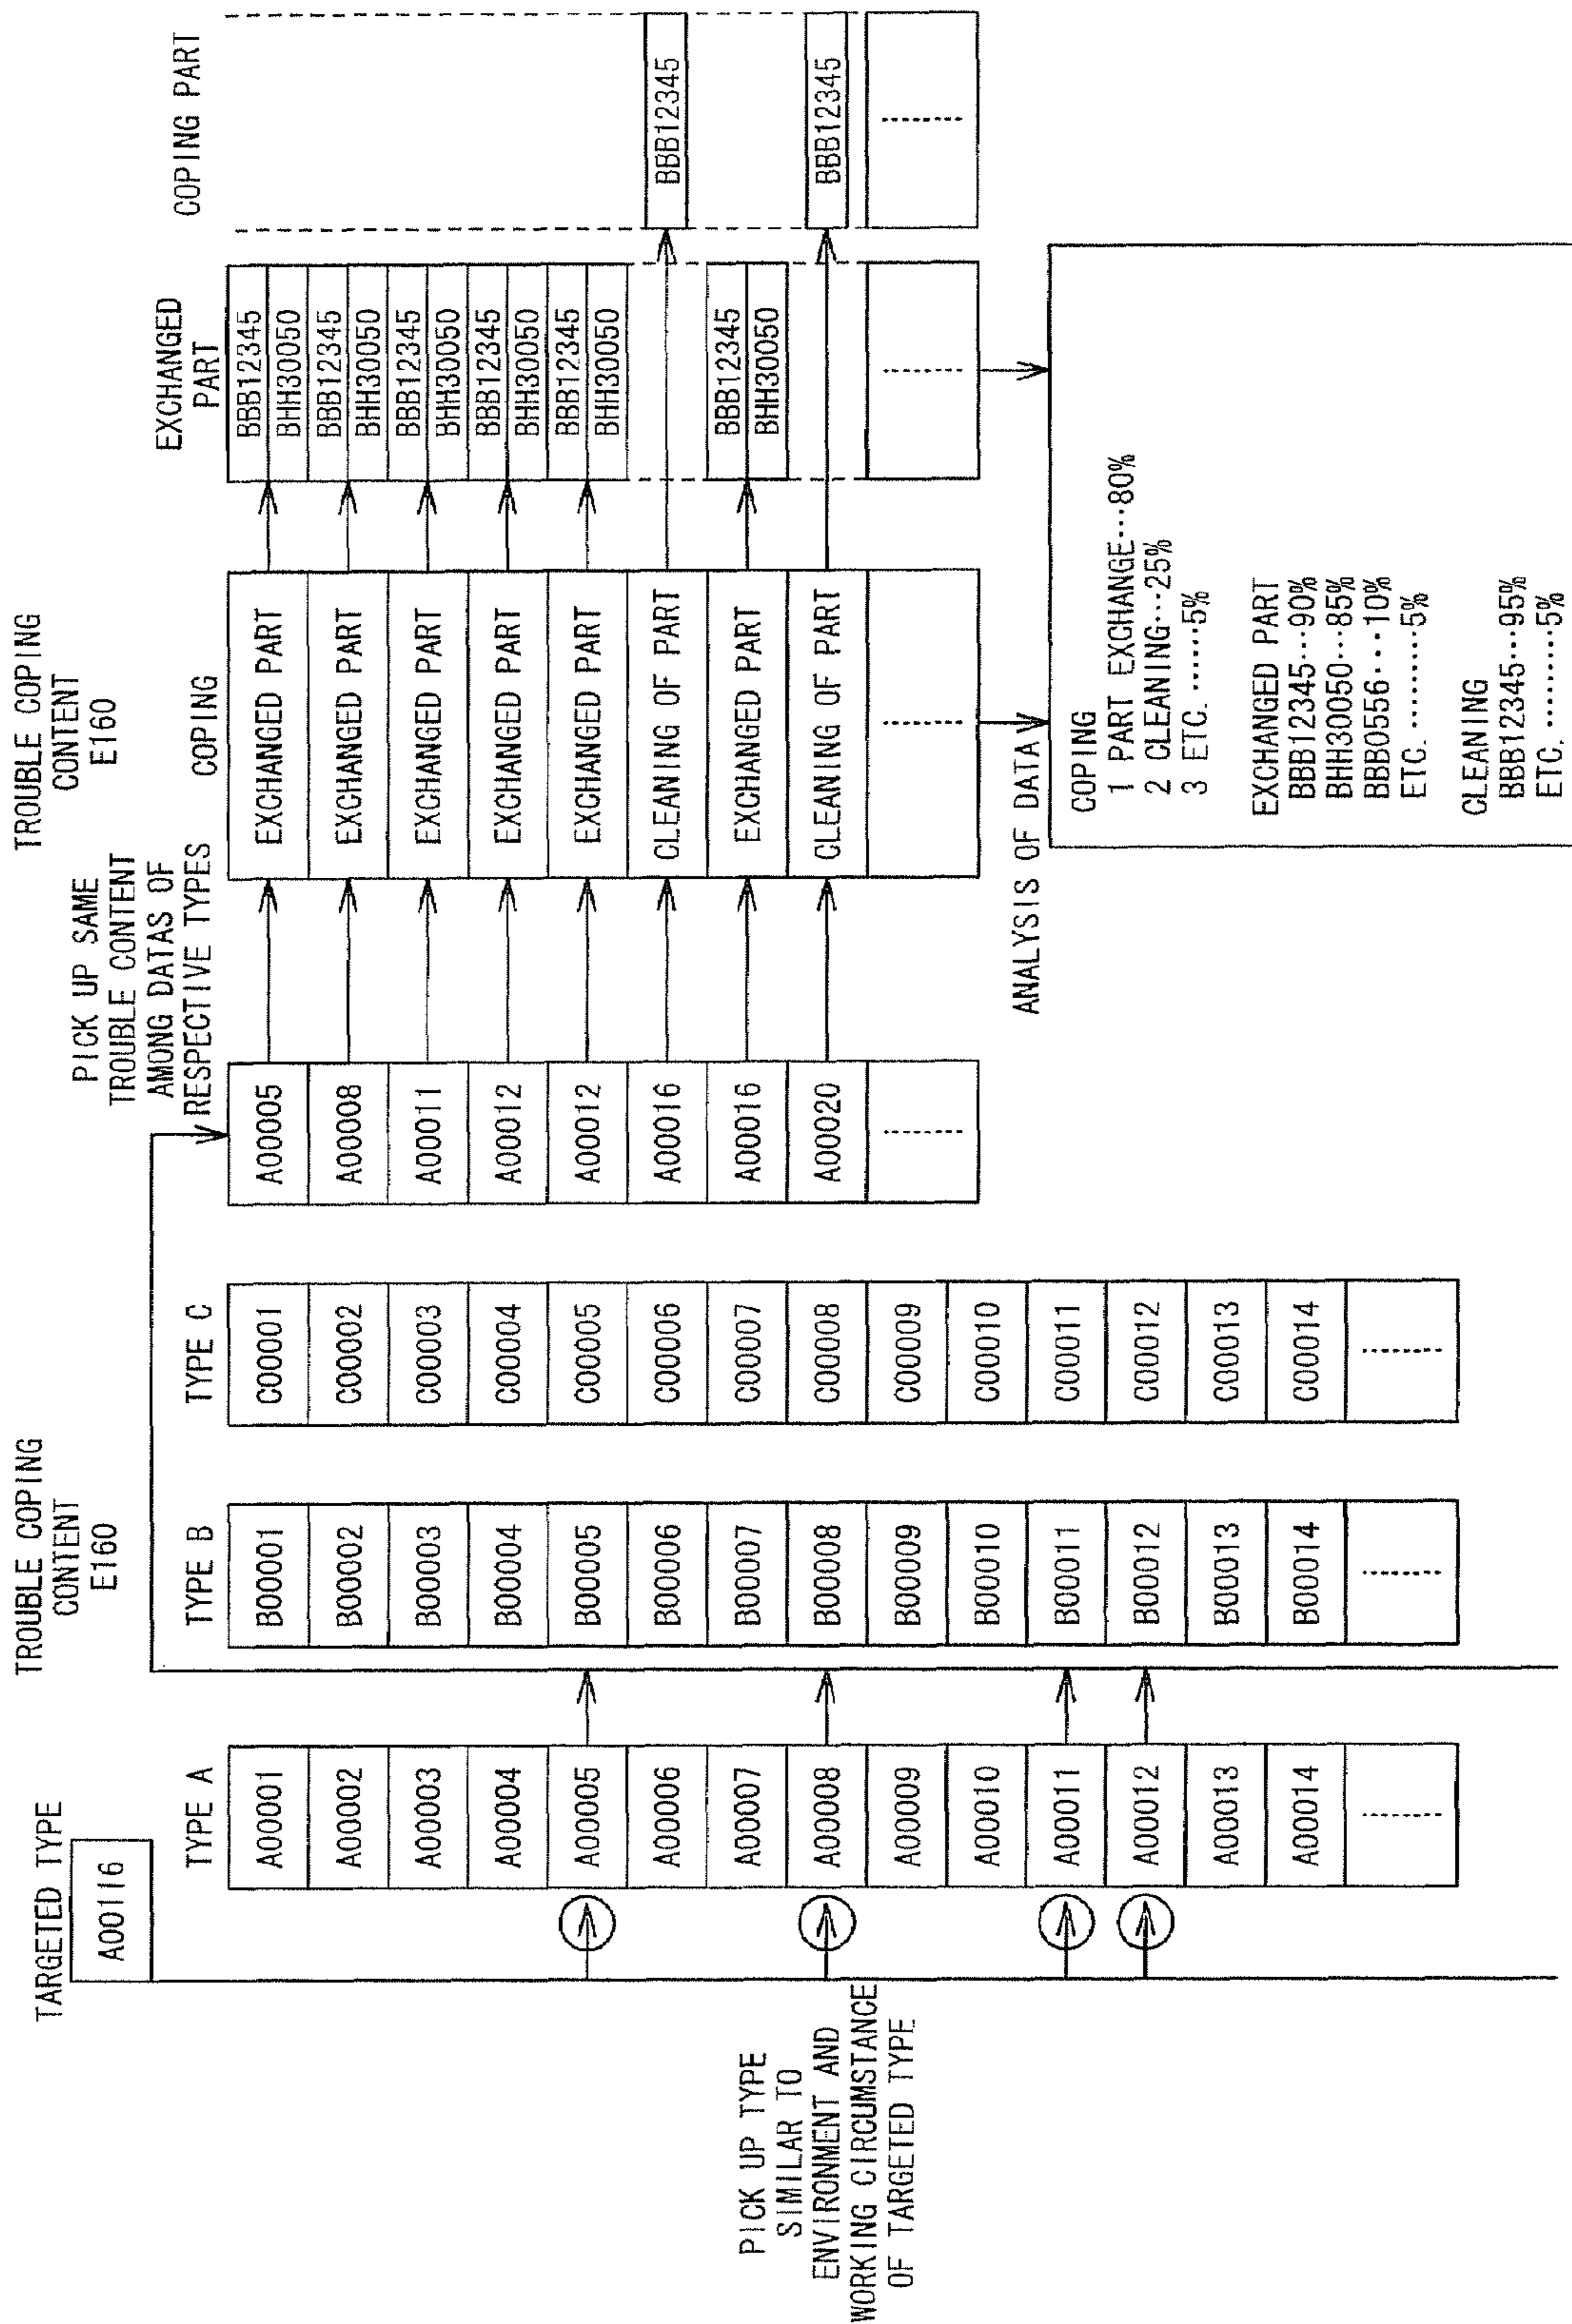 TARGETED TYPE
A00116
PICK UP TYPE
SIMILAR TO
ENVIRONMENT AND
WORKING CIRCUMSTANCE
OF TARGETED TYPE
TYPE A
A00001
A00002
A00003
A00004
A00005
A00006
A00007
A00008
A00009
A00010
A00011
A00012
A00013
A00014
TROUBLE COPING
CONTENT
E160
TYPE B
B00001
B00002
B00003
B00004
B00005
B00006
B00007
B00008
B00009
B00010
B00011
B00012
B00013
B00014
TYPE C
C00001
C00002
C00003
C00004
C00005
C00006
C00007
C00008
C00009
C00010
C00011
C00012
C00013
C00014
PICK UP SAME
TROUBLE CONTENT
AMONG DATAS OF
RESPECTIVE TYPES
A00005
A00008
A00011
A00012
A00012
A00016
A00016
A00020
TROUBLE COPING
CONTENT
E160
COPING
EXCHANGED PART
EXCHANGED PART
EXCHANGED PART
EXCHANGED PART
EXCHANGED PART
CLEANING OF PART
EXCHANGED PART
CLEANING OF PART
EXCHANGED
PART
BBB12345
BHH30050
BBB12345
BHH30050
BBB12345
BHH30050
BBB12345
BHH30050
BBB12345
BHH30050
BBB12345
BHH30050
COPING PART
BBB12345
BBB12345
ANALYSIS OF DATA
COPING
1 PART EXCHANGE···80%
2 CLEANING···25%
3 ETC. ·····5%
EXCHANGED PART
BBB12345···90%
BHH30050···85%
BBB0556···10%
ETC. ·········5%
CLEANING
BBB12345···95%
ETC. ·········5%